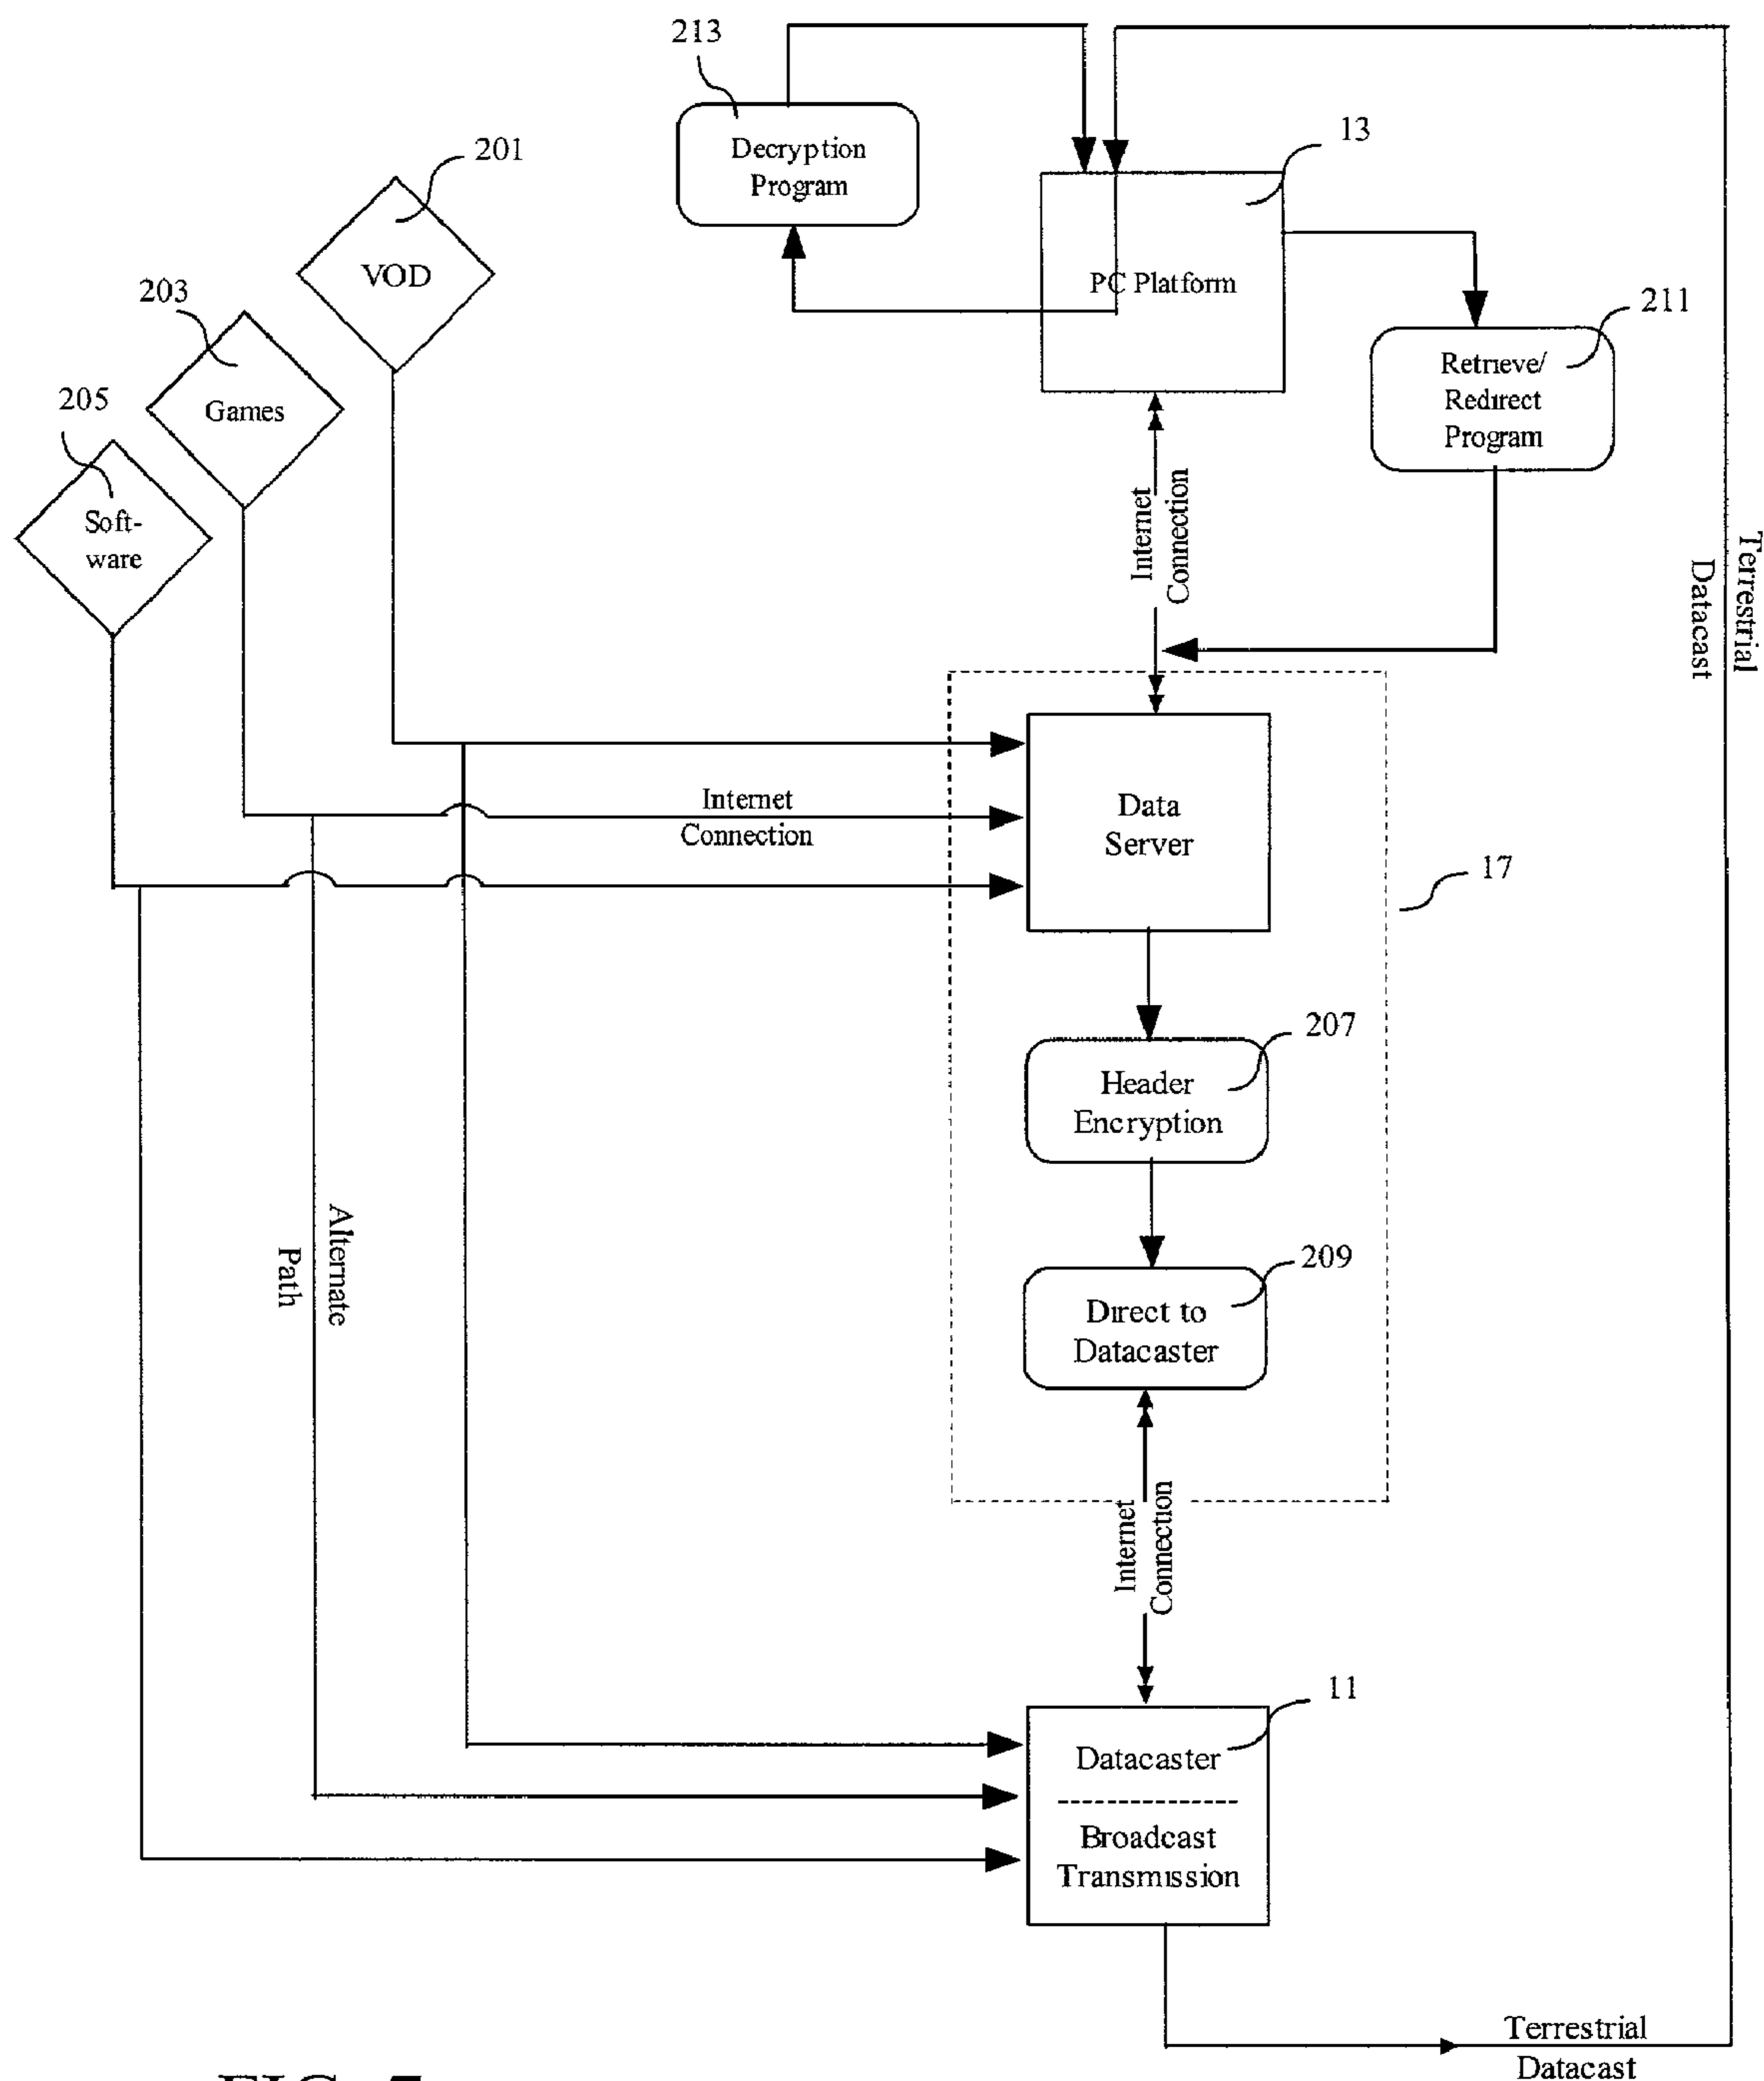 213
Decryption
Program
13
201
VOD
PC Platform
203
Games
211
Retrieve/
Redirect
Program
205
Soft-
ware
Internet
Connection
Terrestrial
Datacast
Internet
Connection
Data
Server
17
207
Header
Encryption
Alternate
Path
209
Direct to
Datacaster
Internet
Connection
11
Datacaster
Broadcast
Transmission
Terrestrial
Datacast